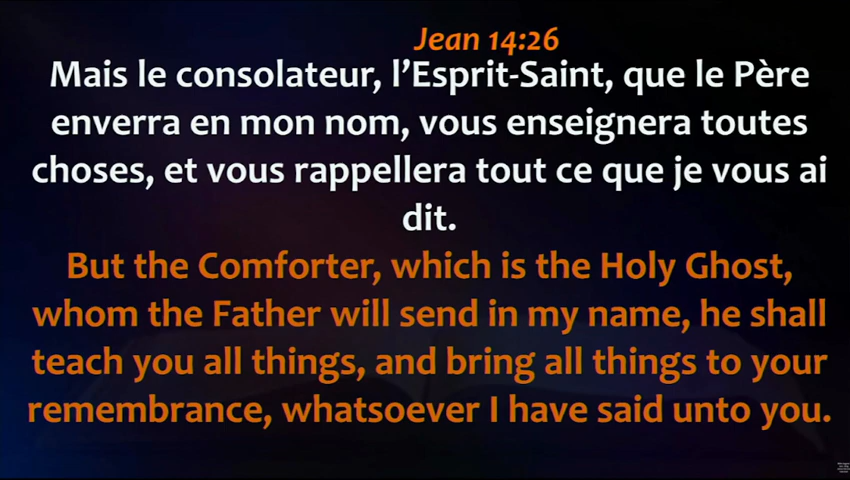 Jean 14:26
Mais le consolateur, l’Esprit-Saint, que le Père
enverra en mon nom, vous enseignera toutes
choses, et vous rappellera tout ce que je vous ai
dit.
But the Comforter, which is the Holy Ghost,
whom the Father will send in my name, he shall
teach you all things, and bring all things to your
remembrance, whatsoever I have said unto you.